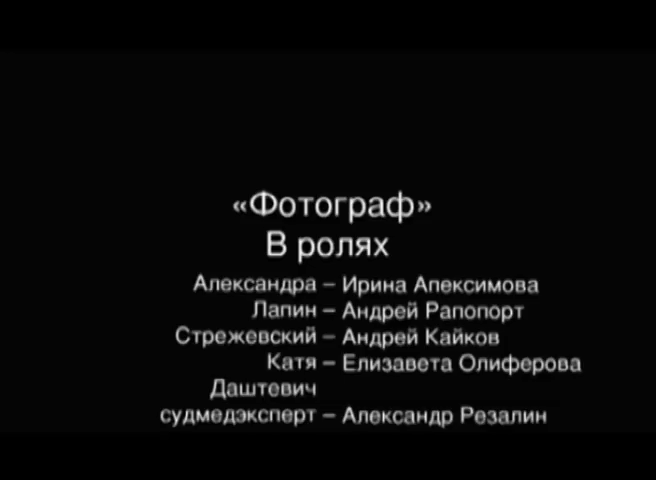 «Фотограф»
В ролях
Александра – Ирина Апексимова
Лапин – Андрей Рапопорт
Стрежевский – Андрей Кайков
Катя – Елизавета Олиферова
Даштевич
судмедэксперт – Александр Резалин